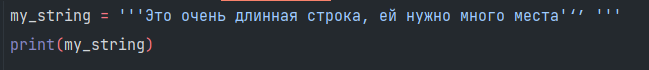 my_string = '''Это очень длинная строка, ей нужно много места'‘’ '''
print(my_string)